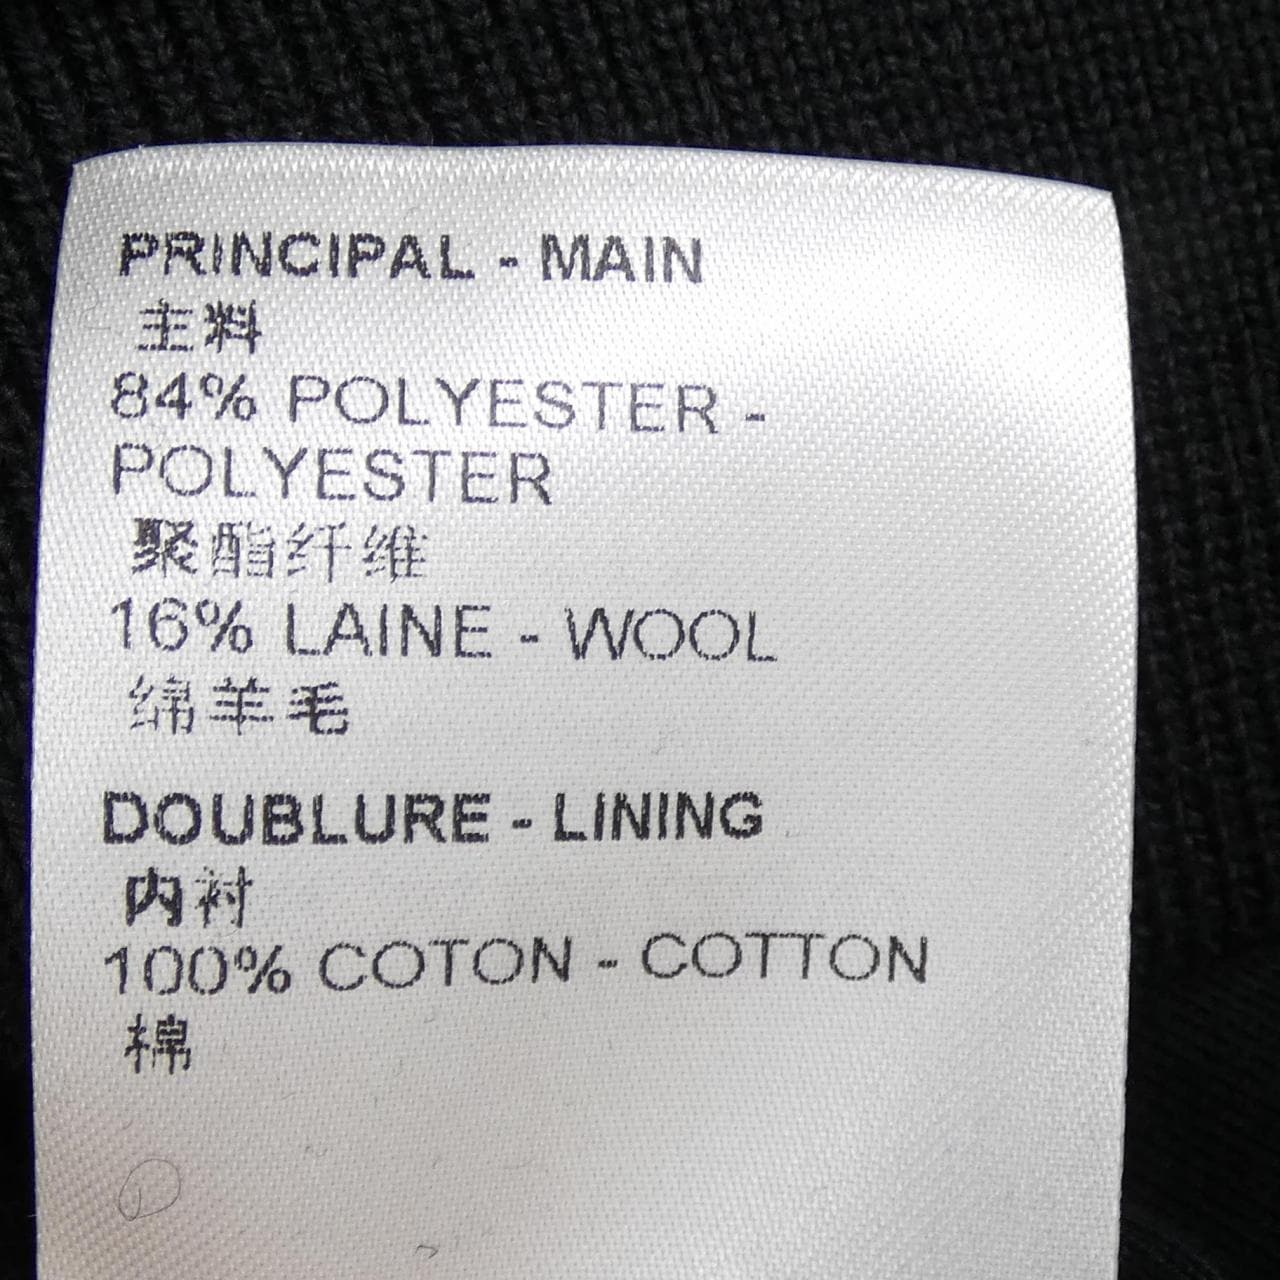 PRINCIPAL - MAIN
主料
84% POLYESTER -
POLYESTER
聚酯纤维
16% LAINE - WOOL
绵羊毛
DOUBLURE - LINING
内衬
100% COTON - COTTON
棉